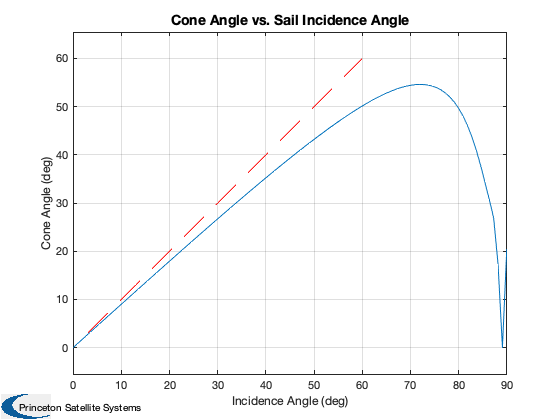 Cone Angle vs. Sail Incidence Angle
60
50
40
30
20
10
0
Cone Angle (deg)
0 10 20 30 40 50 60 70 80 90
Incidence Angle (deg)
Princeton Satellite Systems